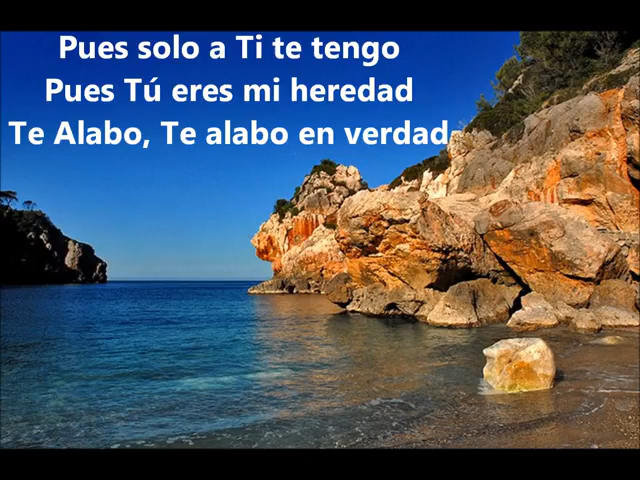 Pues solo a Ti te tengo
Pues Tú eres mi heredad
Te Alabo, Te alabo en verdad